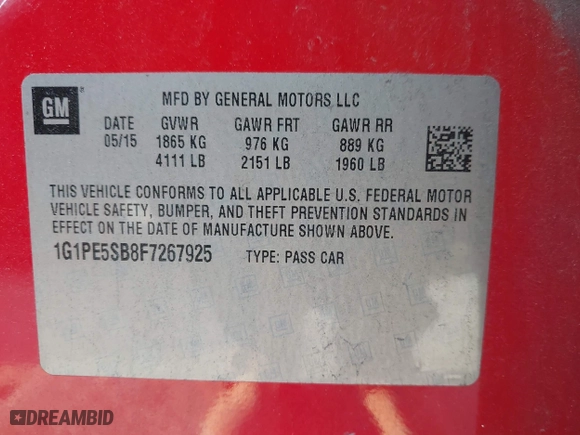 GM
MFD BY GENERAL MOTORS LLC
DATE GVWR GAWR FRT GAWR RR
05/15 1865 KG 976 KG 889 KG
4111 LB 2151 LB 1960 LB
THIS VEHICLE CONFORMS TO ALL APPLICABLE U.S. FEDERAL MOTOR
VEHICLE SAFETY, BUMPER, AND THEFT PREVENTION STANDARDS IN
EFFECT ON THE DATE OF MANUFACTURE SHOWN ABOVE.
1G1PE5SB8F7267925 TYPE: PASS CAR
DREAMBID